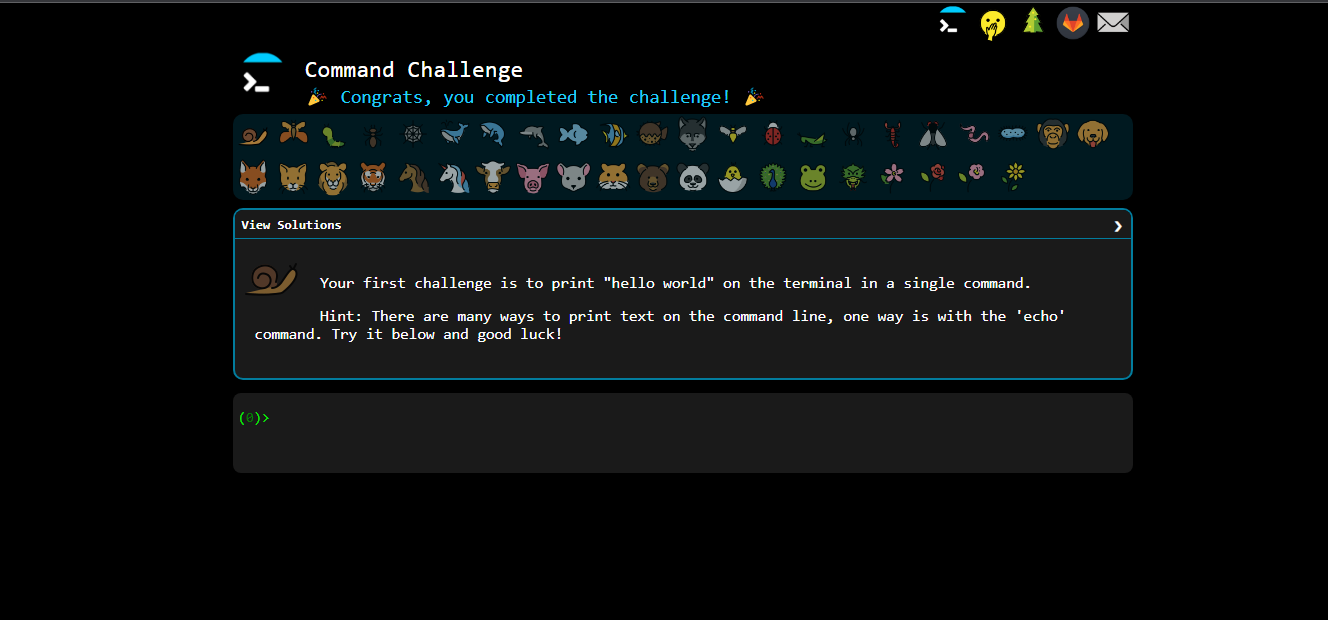 Command Challenge
🎉 Congrats, you completed the challenge! 🎉
View Solutions ❯
Your first challenge is to print "hello world" on the terminal in a single command.
Hint: There are many ways to print text on the command line, one way is with the 'echo'
command. Try it below and good luck!
(0)>